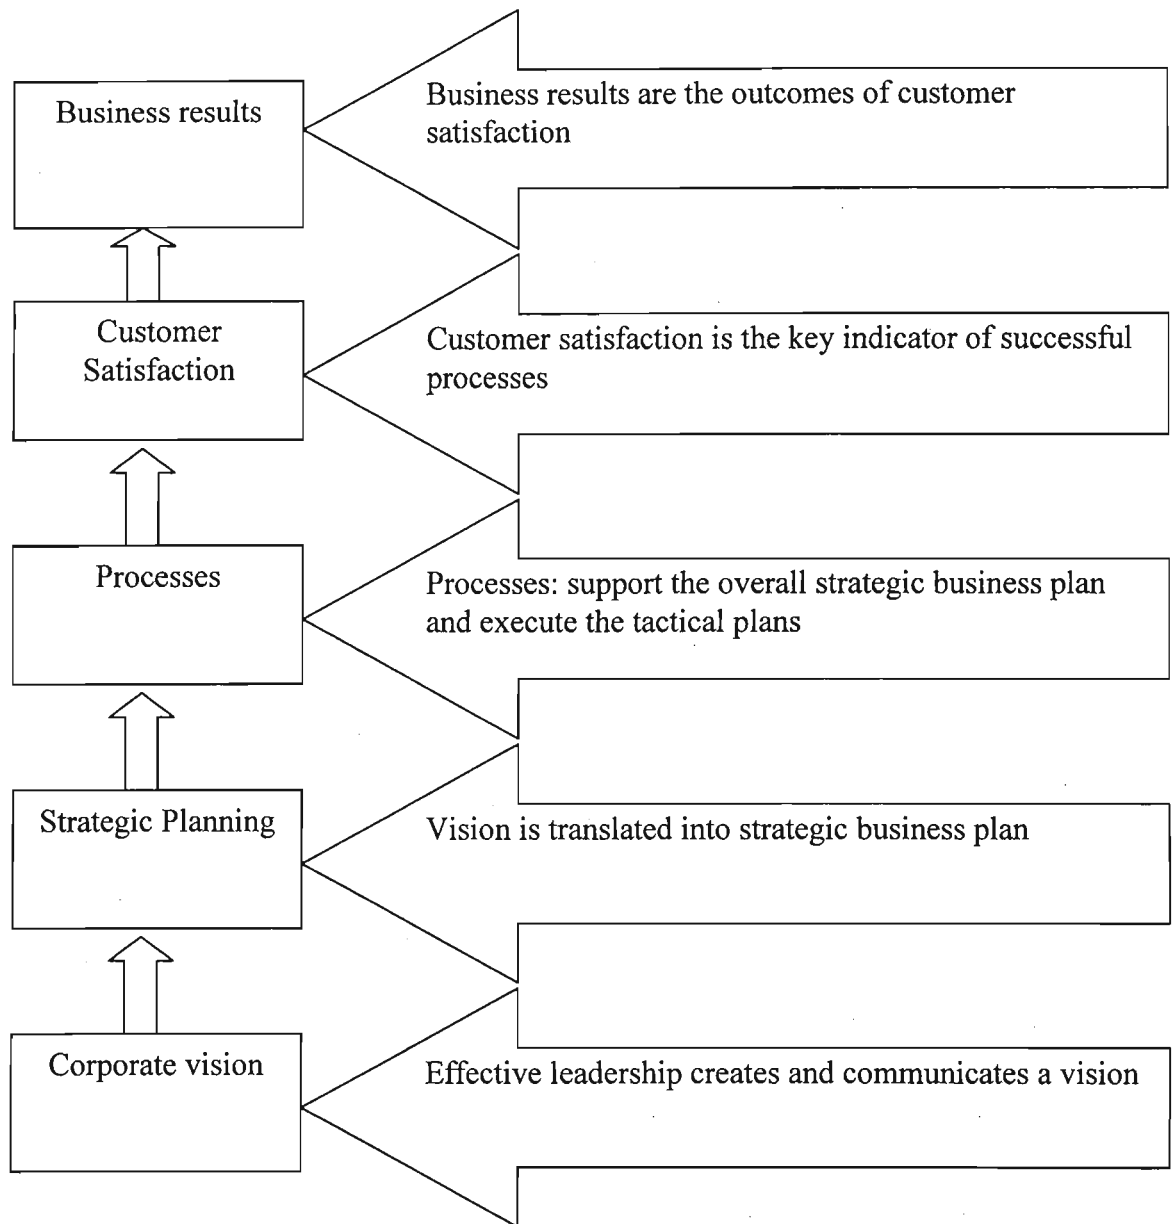 Business results
Business results are the outcomes of customer
satisfaction
Customer
Satisfaction
Customer satisfaction is the key indicator of successful
processes
Processes
Processes: support the overall strategic business plan
and execute the tactical plans
Strategic Planning
Vision is translated into strategic business plan
Corporate vision
Effective leadership creates and communicates a vision